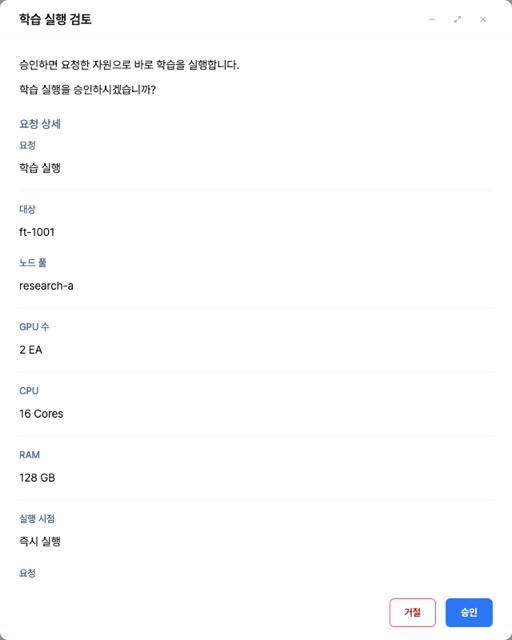 학습 실행 검토
승인하면 요청한 자원으로 바로 학습을 실행합니다.
학습 실행을 승인하시겠습니까?
요청 상세
요청
학습 실행
대상
ft-1001
노드 풀
research-a
GPU 수
2 EA
CPU
16 Cores
RAM
128 GB
실행 시점
즉시 실행
요청
거절
승인